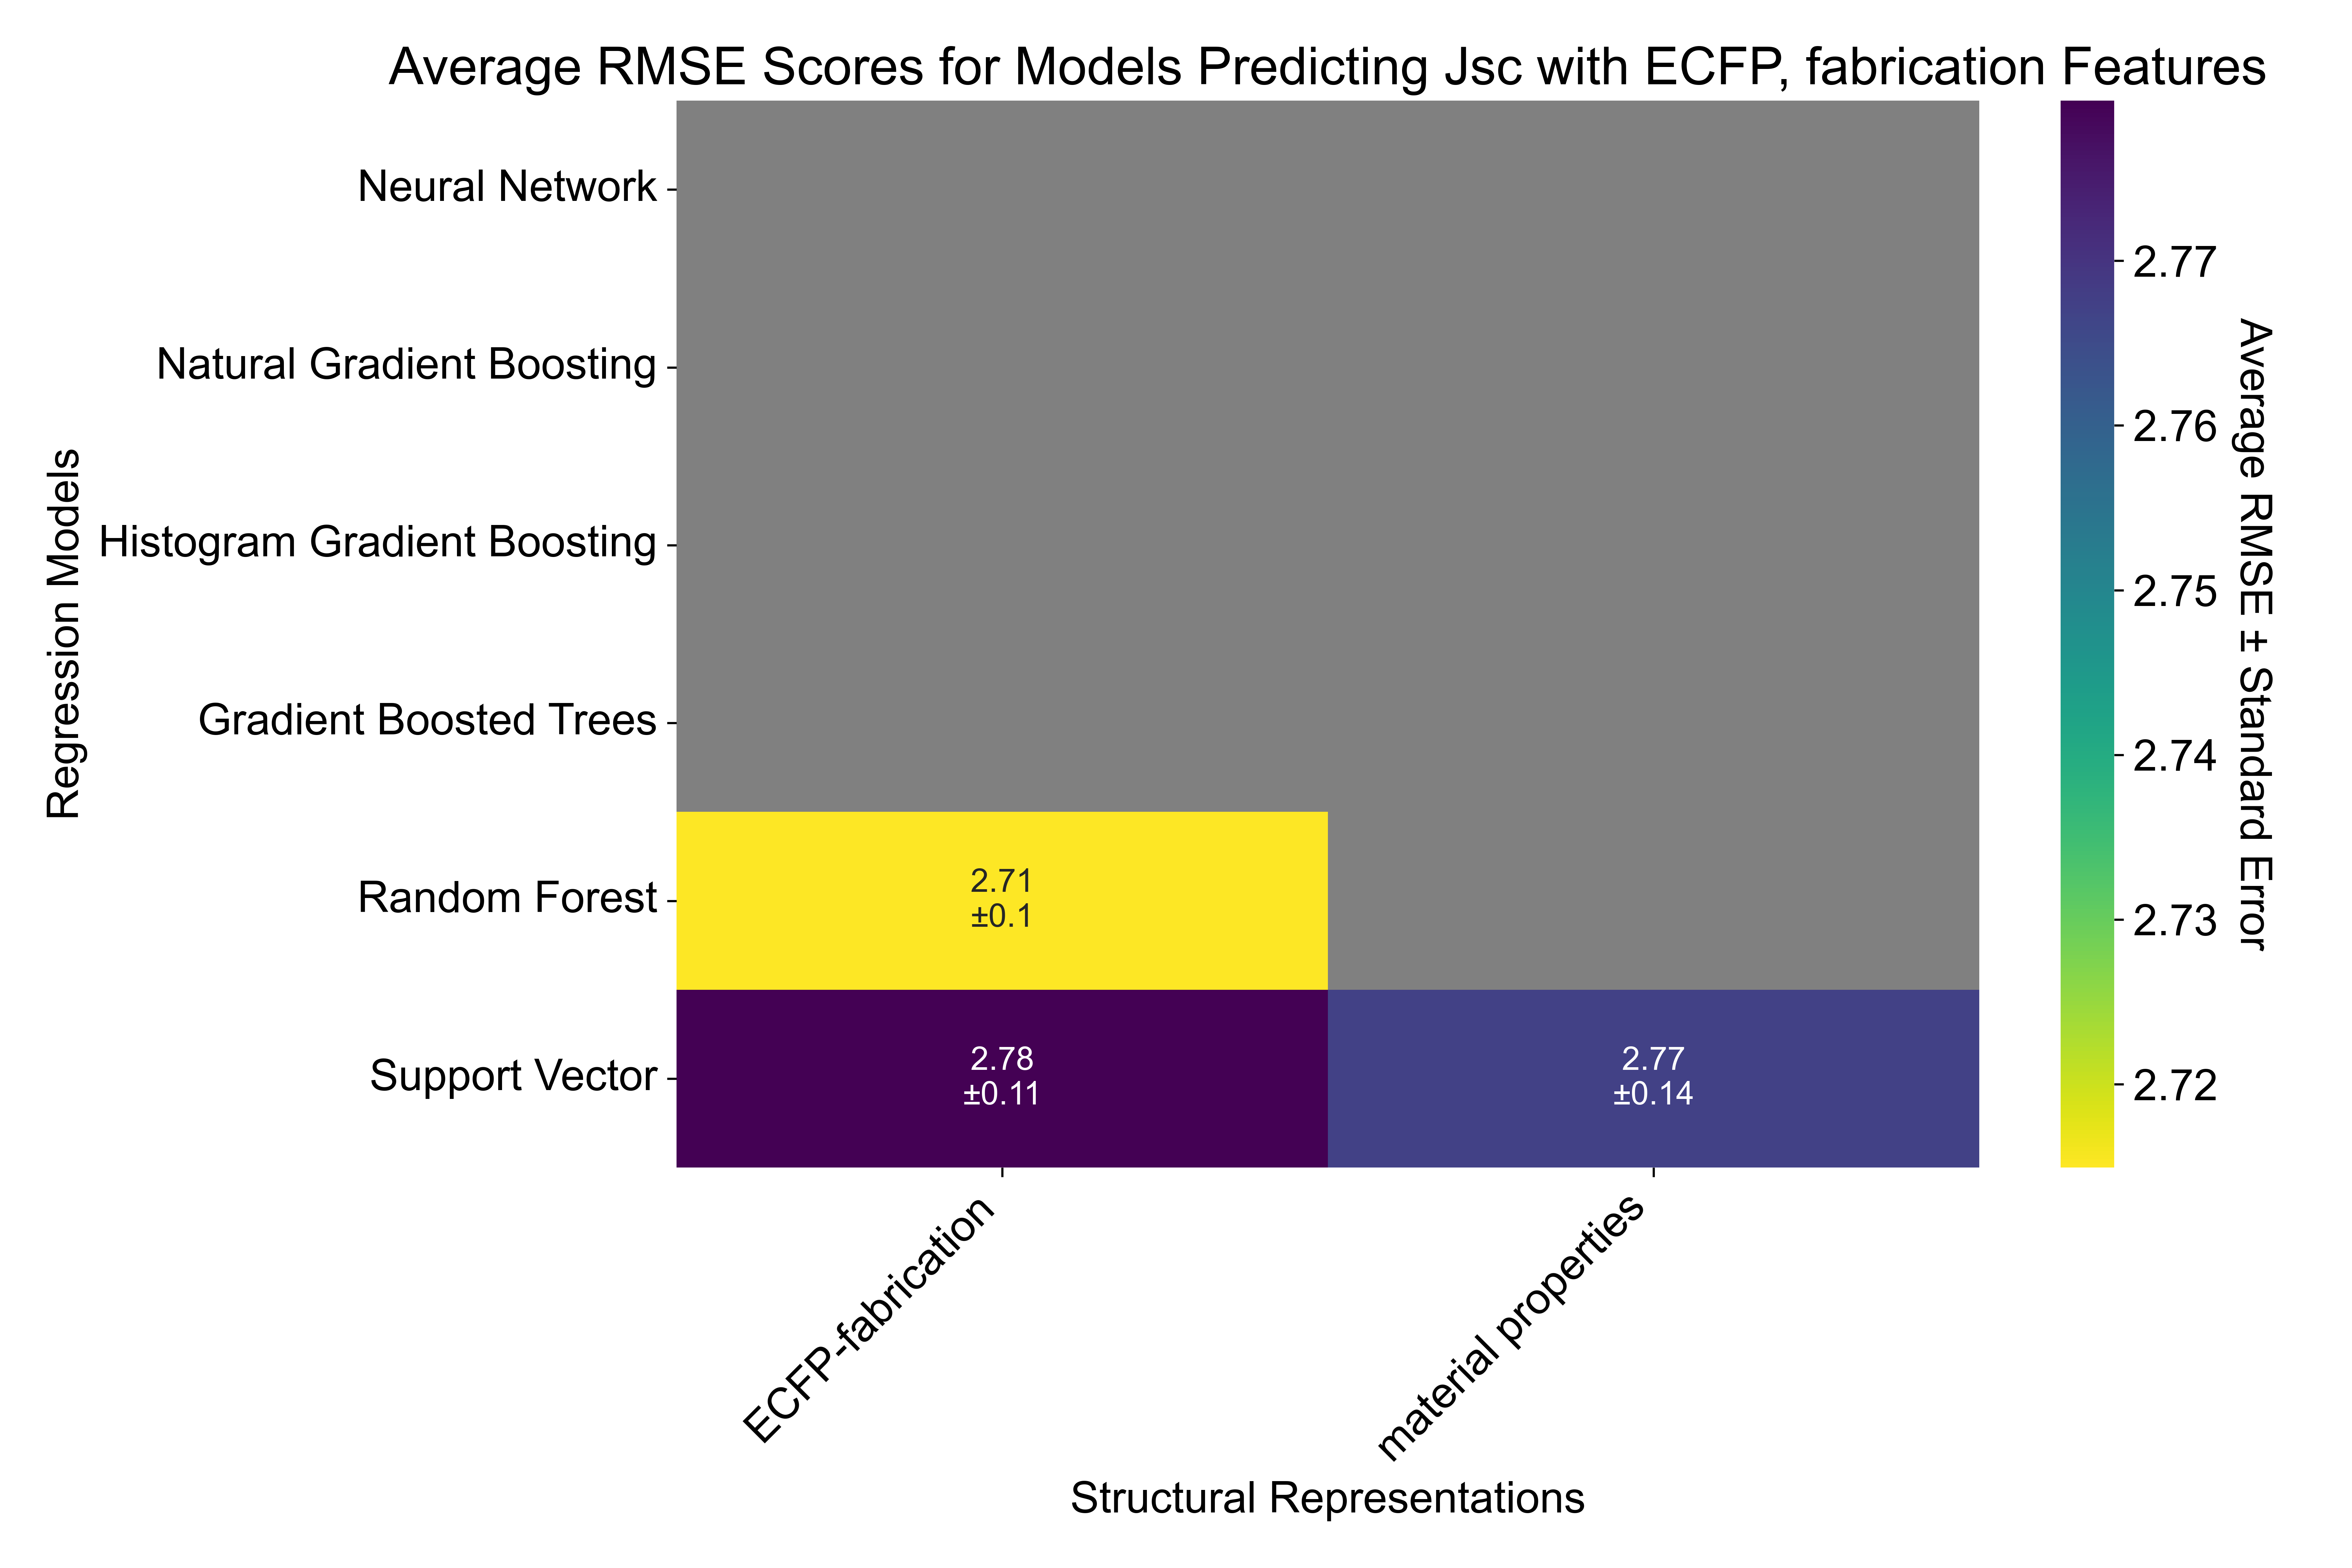 Average RMSE Scores for Models Predicting Jsc with ECFP, fabrication Features
Regression Models
Neural Network
Natural Gradient Boosting
Histogram Gradient Boosting
Gradient Boosted Trees
Random Forest
Support Vector
2.71
±0.1
2.78
±0.11
2.77
±0.14
ECFP-fabrication
material properties
Structural Representations
2.77
2.76
2.75
2.74
2.73
2.72
Average RMSE ± Standard Error